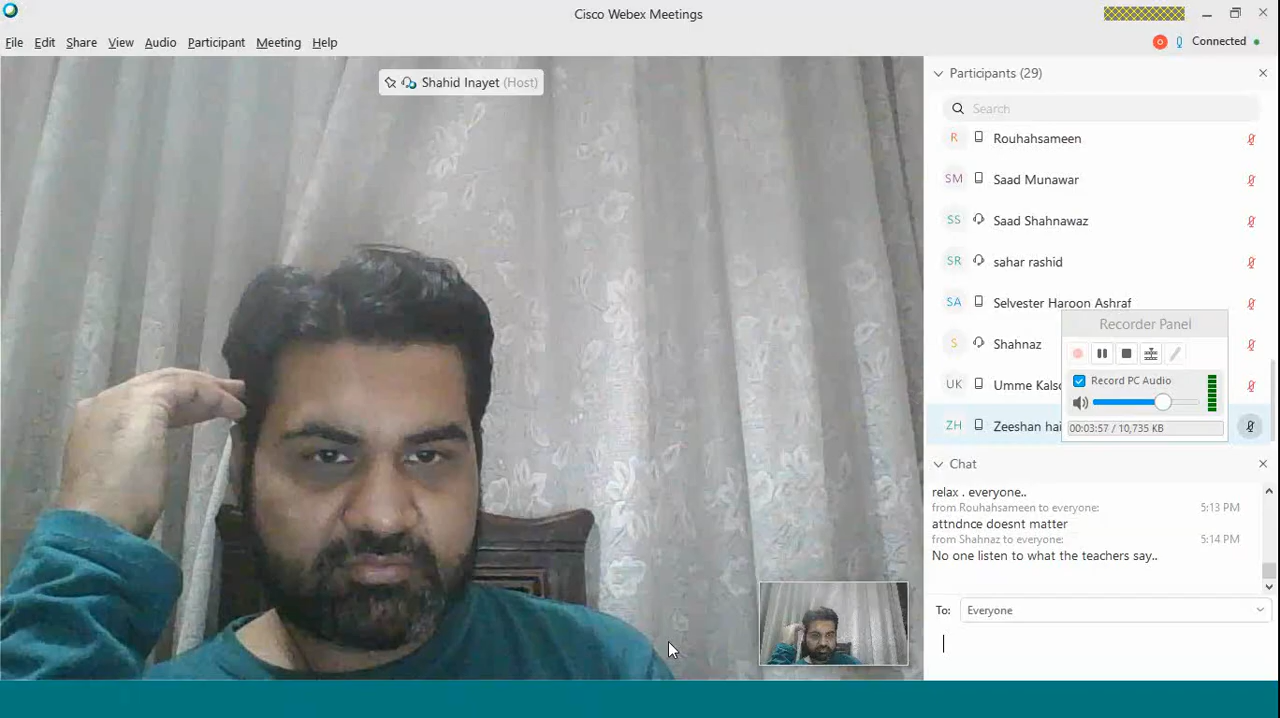 Cisco Webex Meetings
File Edit Share View Audio Participant Meeting Help
Connected
Shahid Inayet (Host)
Participants (29)
Search
R Rouhahsameen
SM Saad Munawar
SS Saad Shahnawaz
SR sahar rashid
SA Selvester Haroon Ashraf
S Shahnaz
UK Umme Kalso
ZH Zeeshan hai
Recorder Panel
Record PC Audio
00:03:57 / 10,735 KB
Chat
relax . everyone..
from Rouhahsameen to everyone: 5:13 PM
attndnce doesnt matter
from Shahnaz to everyone: 5:14 PM
No one listen to what the teachers say..
To: Everyone